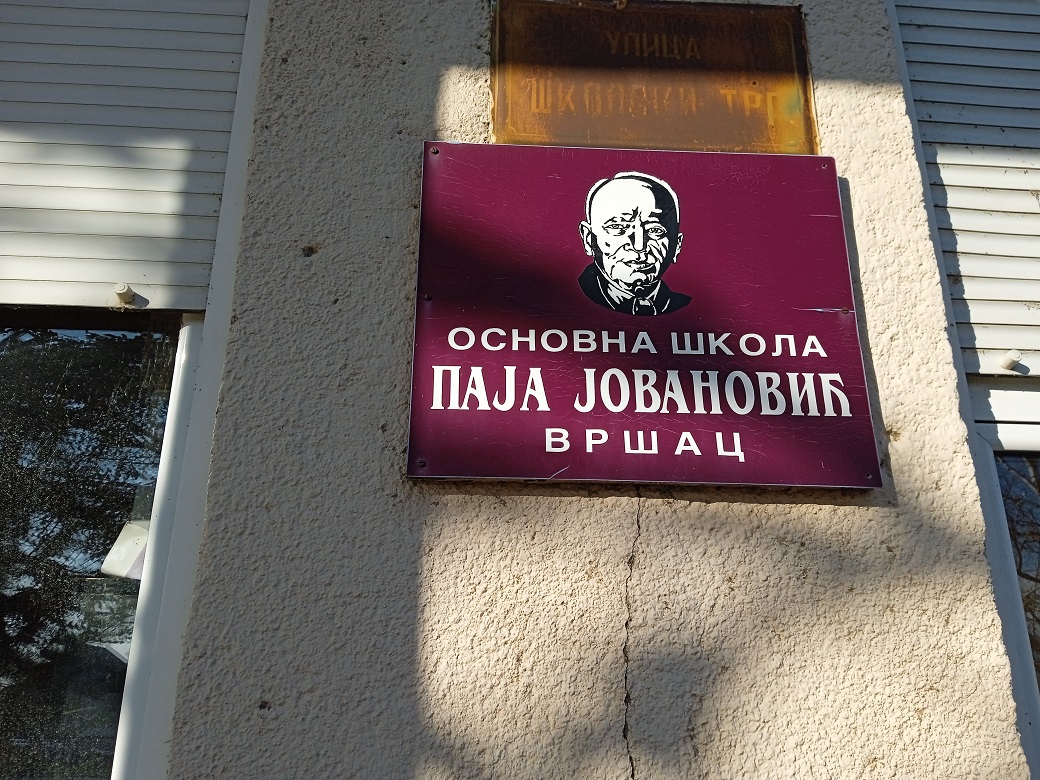 УЛИЦА
ШКОЛСКИ ТРГ
ОСНОВНА ШКОЛА
ПАЈА ЈОВАНОВИЋ
ВРШАЦ